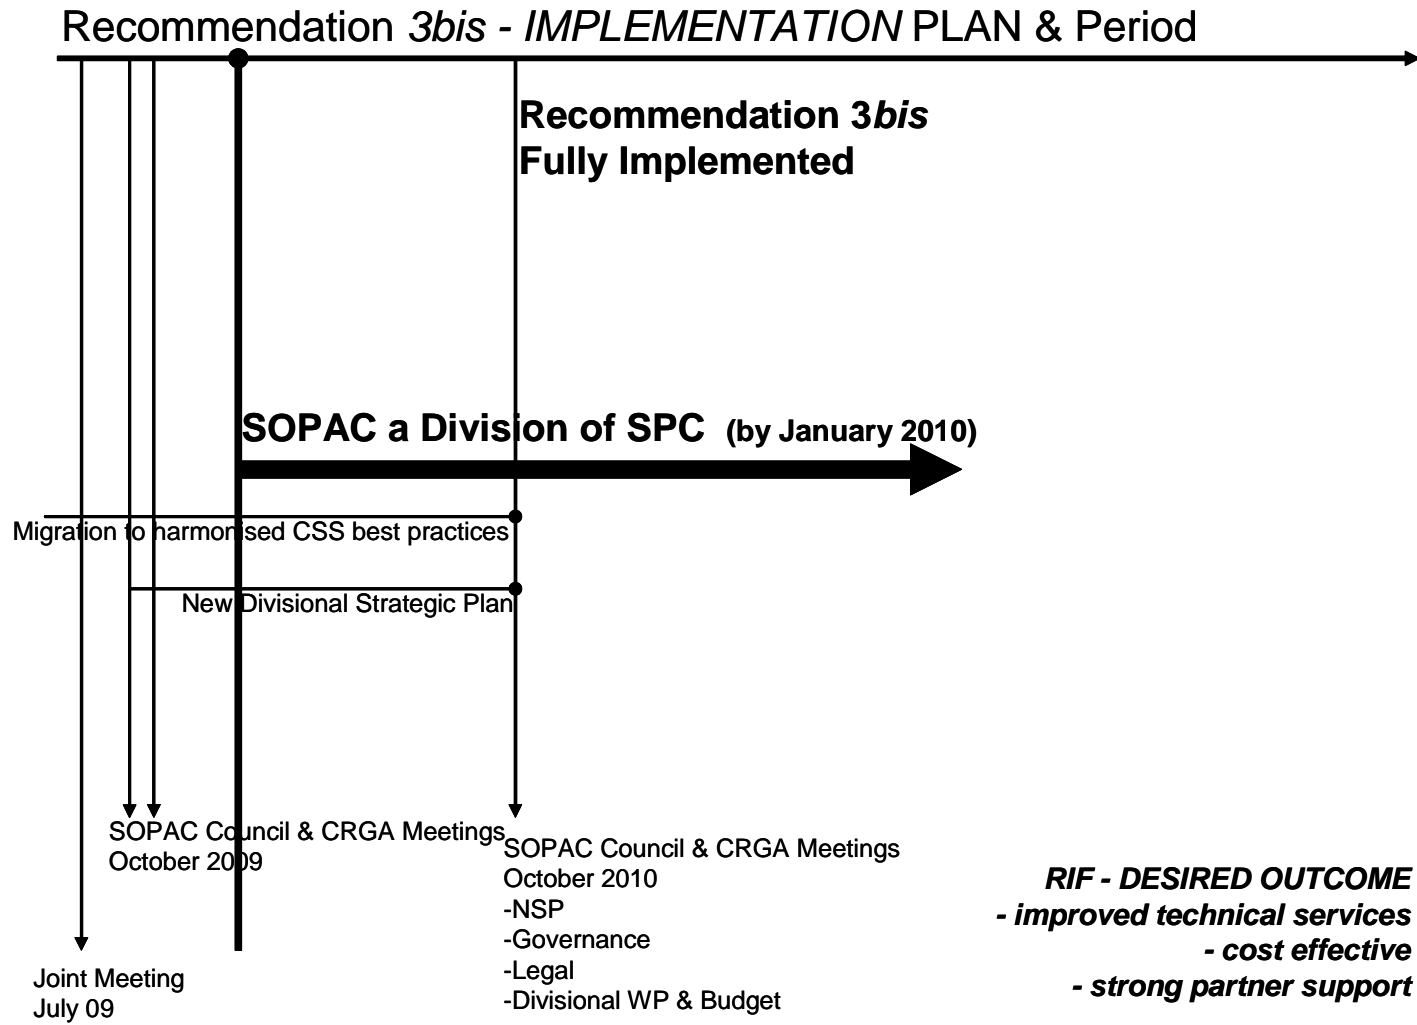 Recommendation 3bis - IMPLEMENTATION PLAN & Period
Recommendation 3bis
Fully Implemented
SOPAC a Division of SPC (by January 2010)
Migration to harmonised CSS best practices
New Divisional Strategic Plan
SOPAC Council & CRGA Meetings
October 2009
SOPAC Council & CRGA Meetings
October 2010
-NSP
-Governance
-Legal
-Divisional WP & Budget
Joint Meeting
July 09
RIF - DESIRED OUTCOME
- improved technical services
- cost effective
- strong partner support